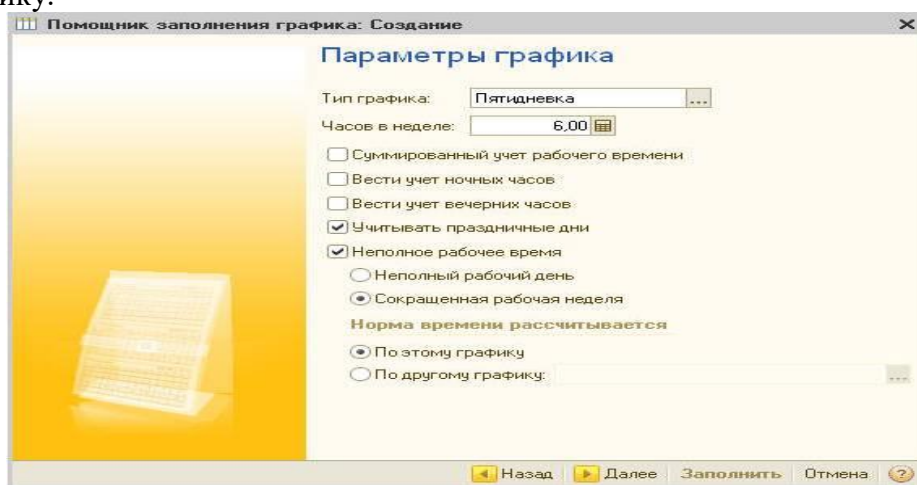 ику.
Помощник заполнения графика: Создание
Параметры графика
Тип графика: Пятидневка ...
Часов в неделе: 6,00
Суммированный учет рабочего времени
Вести учет ночных часов
Вести учет вечерних часов
Учитывать праздничные дни
Неполное рабочее время
Неполный рабочий день
Сокращенная рабочая неделя
Норма времени рассчитывается
По этому графику
По другому графику: ...
Назад Далее Заполнить Отмена ?